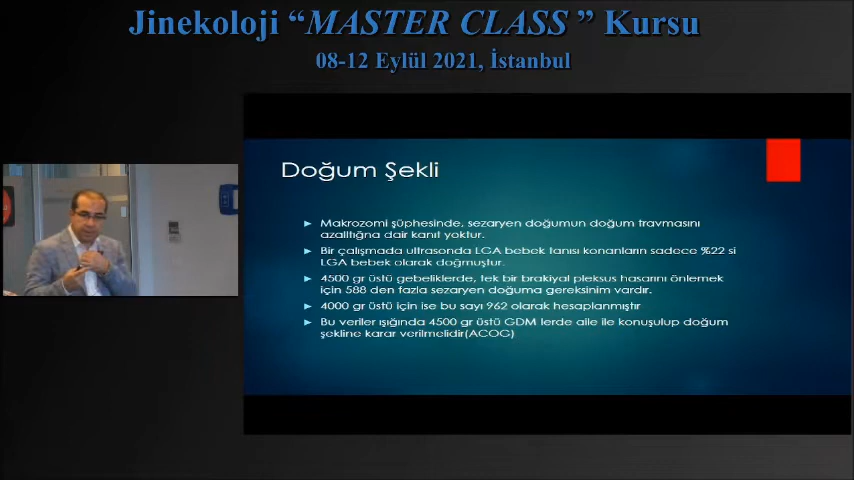 Jinekoloji “MASTER CLASS ” Kursu
08-12 Eylül 2021, İstanbul
Doğum Şekli
Makrozomi şüphesinde, sezaryen doğumun doğum travmasını
azalttığna dair kanıt yoktur.
Bir çalışmada ultrasonda LGA bebek tanısı konanların sadece %22 si
LGA bebek olarak doğmuştur.
4500 gr üstü gebeliklerde, tek bir brakiyal pleksus hasarını önlemek
için 588 den fazla sezaryen doğuma gereksinim vardır.
4000 gr üstü için ise bu sayı 962 olarak hesaplanmıştır
Bu veriler ışığında 4500 gr üstü GDM lerde aile ile konuşulup doğum
şekline karar verilmelidir(ACOG)